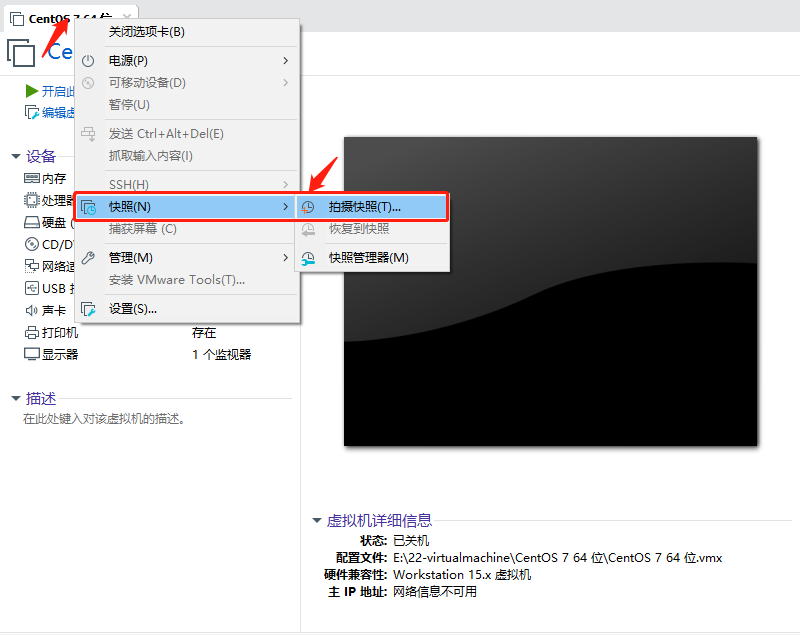 CentOS 7 64 位
Ce
关闭选项卡(B)
电源(P)
可移动设备(D)
暂停(U)
发送 Ctrl+Alt+Del(E)
抓取输入内容(I)
SSH(H)
快照(N)
捕获屏幕 (C)
管理(M)
安装 VMware Tools(T)...
设置(S)...
拍摄快照(T)...
恢复到快照
快照管理器(M)
开启此
编辑虚
设备
内存
处理器
硬盘 (
CD/D
网络适
USB 控
声卡
打印机 存在
显示器 1 个监视器
描述
在此处键入对该虚拟机的描述。
虚拟机详细信息
状态: 已关机
配置文件: E:\22-virtualmachine\CentOS 7 64 位\CentOS 7 64 位.vmx
硬件兼容性: Workstation 15.x 虚拟机
主 IP 地址: 网络信息不可用